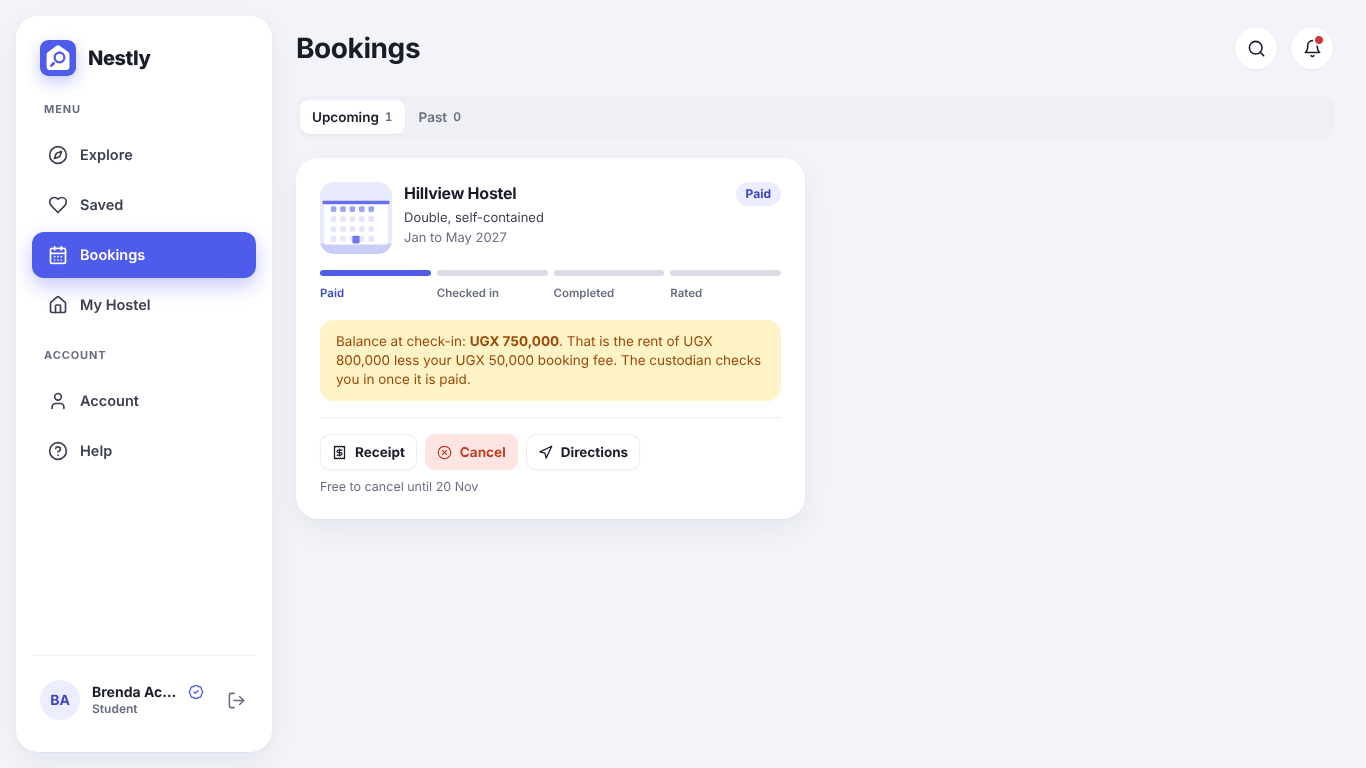 Nestly
MENU
Explore
Saved
Bookings
My Hostel
ACCOUNT
Account
Help
BA
Brenda Ac...
Student
Bookings
Upcoming 1
Past 0
Hillview Hostel
Paid
Double, self-contained
Jan to May 2027
Paid
Checked in
Completed
Rated
Balance at check-in: UGX 750,000. That is the rent of UGX
800,000 less your UGX 50,000 booking fee. The custodian checks
you in once it is paid.
Receipt
Cancel
Directions
Free to cancel until 20 Nov